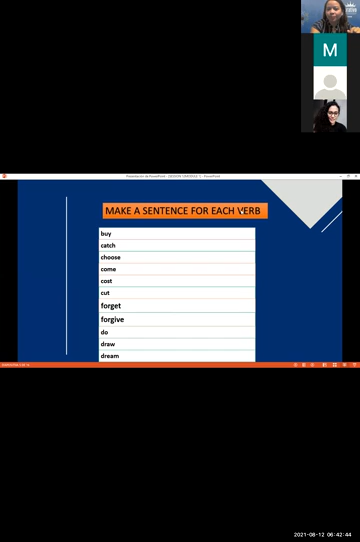 M
MAKE A SENTENCE FOR EACH VERB
buy
catch
choose
come
cost
cut
forget
forgive
do
draw
dream
2021-08-12 06:42:44